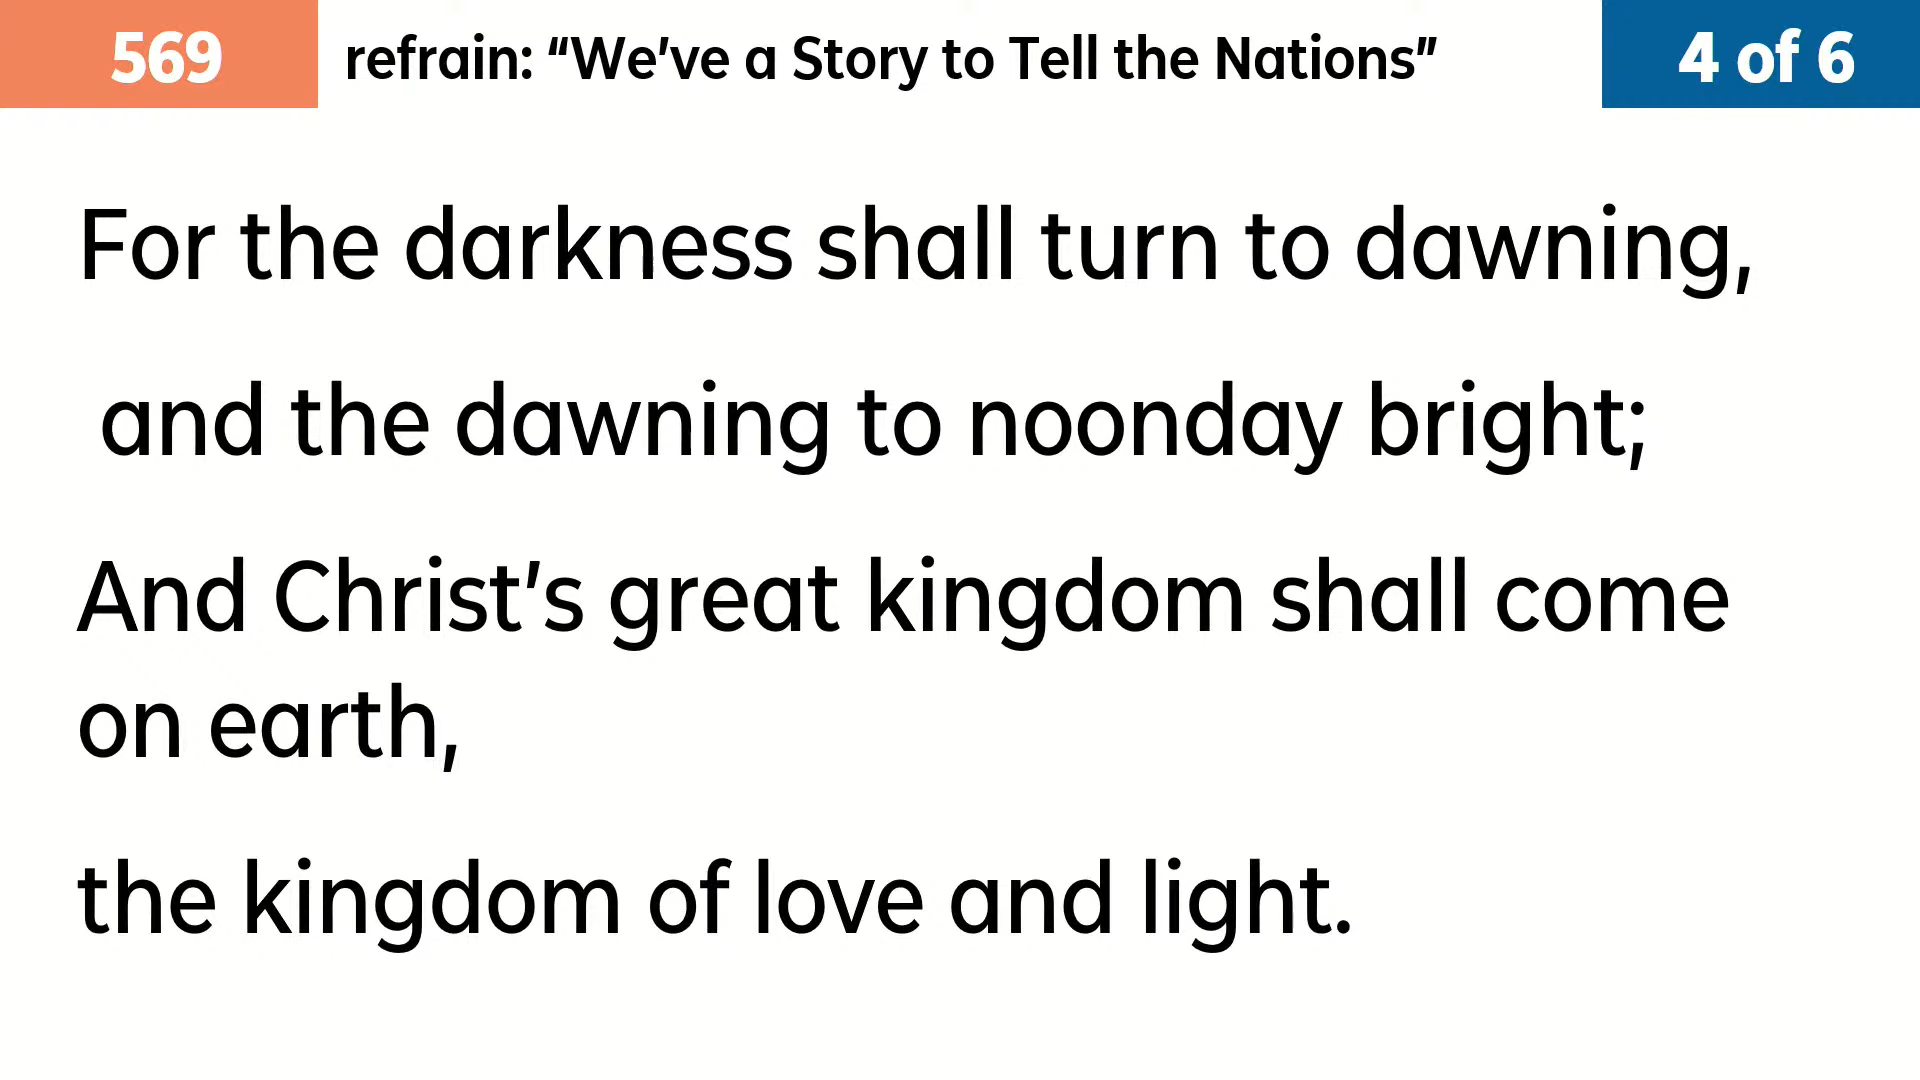 569
refrain: “We’ve a Story to Tell the Nations”
4 of 6
For the darkness shall turn to dawning,
and the dawning to noonday bright;
And Christ’s great kingdom shall come
on earth,
the kingdom of love and light.